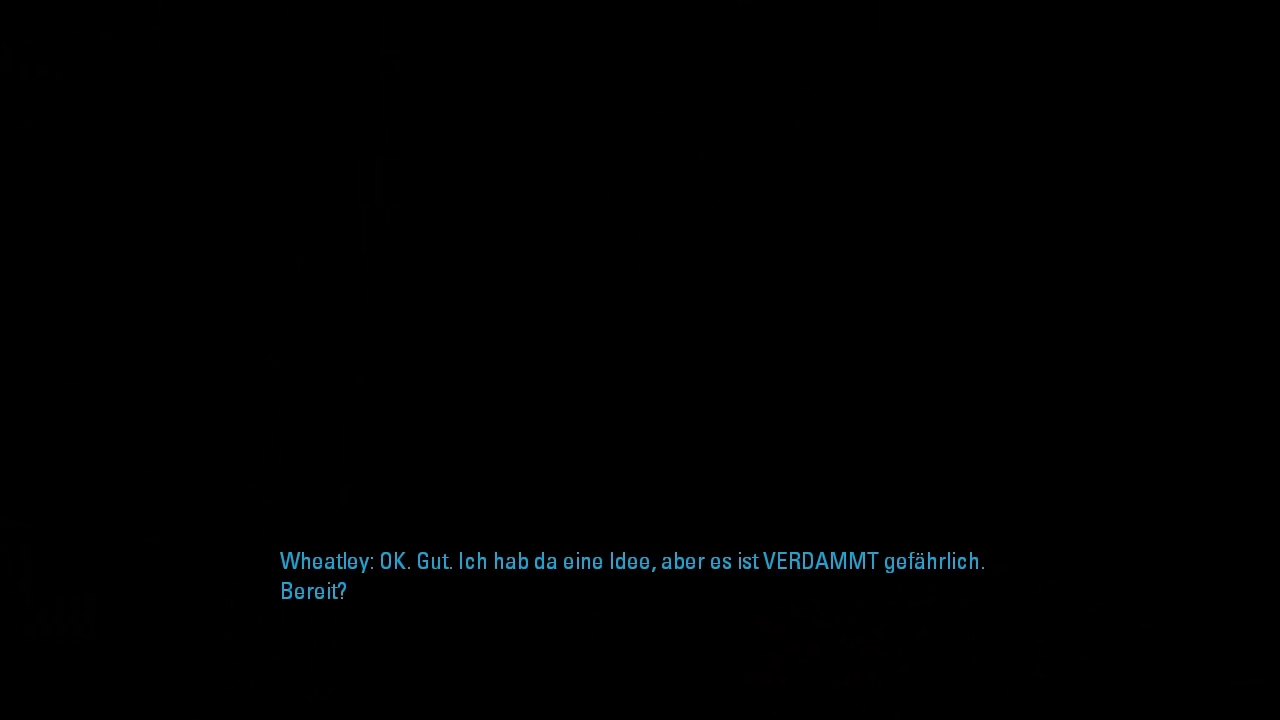 Wheatley: OK. Gut. Ich hab da eine Idee, aber es ist VERDAMMT gefährlich.
Bereit?